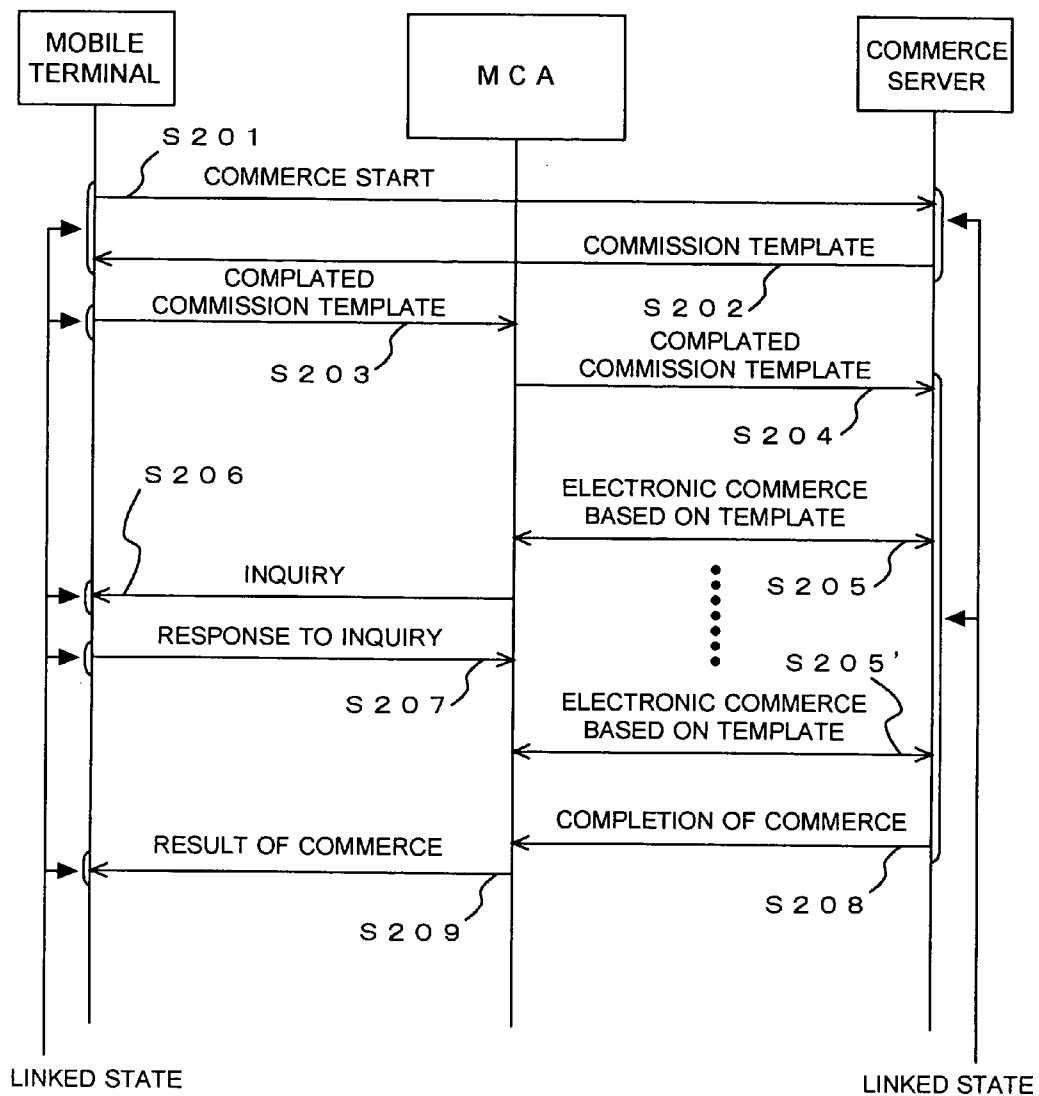 MOBILE
TERMINAL
M C A
COMMERCE
SERVER
S201
COMMERCE START
COMMISSION TEMPLATE
S202
COMPLATED
COMMISSION TEMPLATE
S203
COMPLATED
COMMISSION TEMPLATE
S204
S206
ELECTRONIC COMMERCE
BASED ON TEMPLATE
S205
INQUIRY
RESPONSE TO INQUIRY
S207
S205'
ELECTRONIC COMMERCE
BASED ON TEMPLATE
COMPLETION OF COMMERCE
S208
RESULT OF COMMERCE
S209
LINKED STATE
LINKED STATE